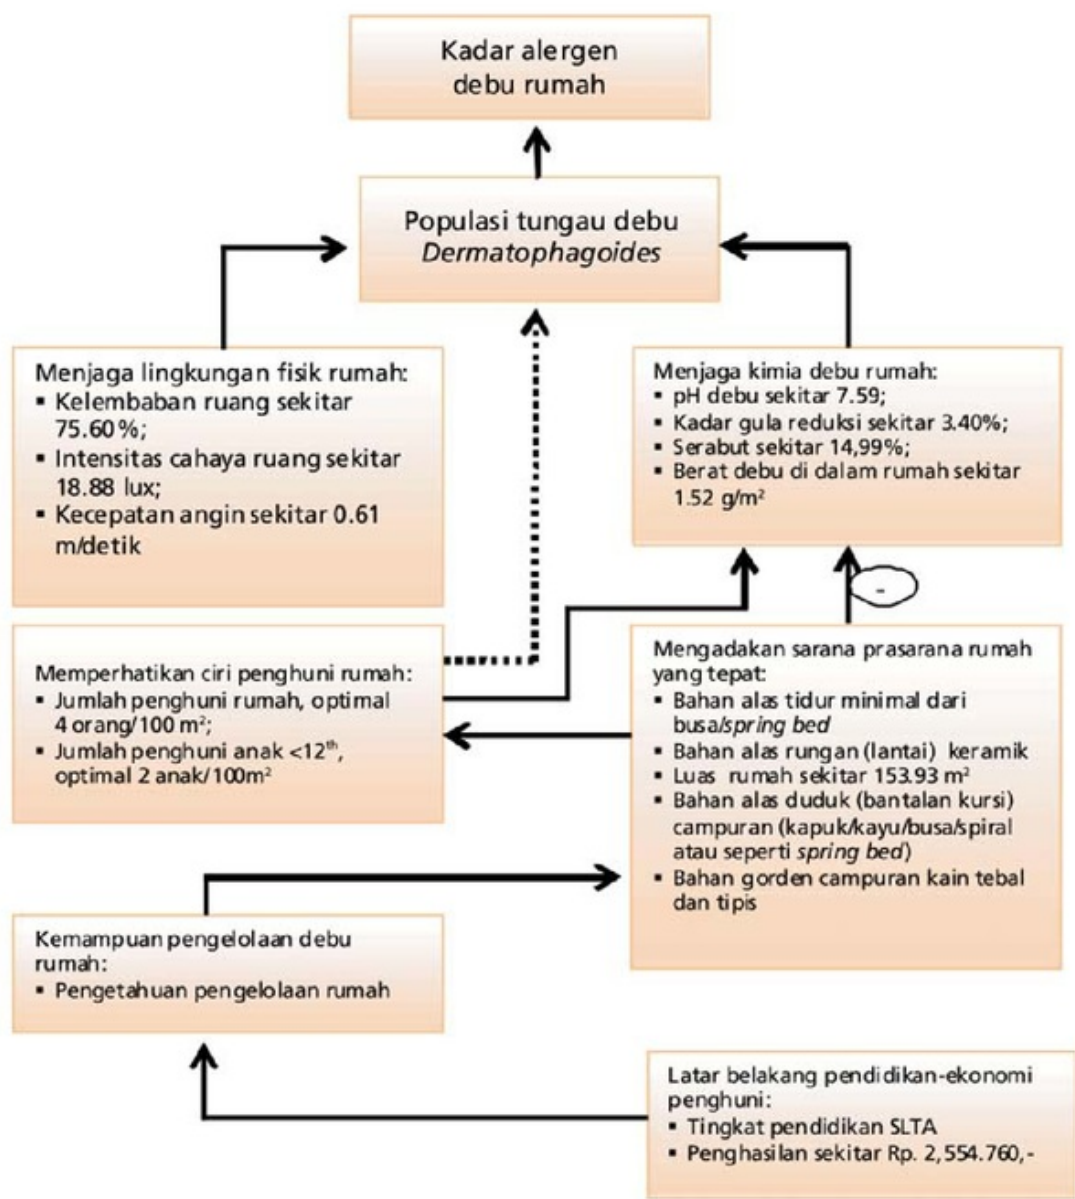 Kadar alergen
debu rumah
Populasi tungau debu
Dermatophagoides
Menjaga lingkungan fisik rumah:
▪ Kelembaban ruang sekitar
75.60%;
▪ Intensitas cahaya ruang sekitar
18.88 lux;
▪ Kecepatan angin sekitar 0.61
m/detik
Menjaga kimia debu rumah:
▪ pH debu sekitar 7.59;
▪ Kadar gula reduksi sekitar 3.40%;
▪ Serabut sekitar 14,99%;
▪ Berat debu di dalam rumah sekitar
1.52 g/m²
-
Memperhatikan ciri penghuni rumah:
▪ Jumlah penghuni rumah, optimal
4 orang/100 m²;
▪ Jumlah penghuni anak <12ᵗʰ,
optimal 2 anak/100m²
Mengadakan sarana prasarana rumah
yang tepat:
▪ Bahan alas tidur minimal dari
busa/spring bed
▪ Bahan alas rungan (lantai) keramik
▪ Luas rumah sekitar 153.93 m²
▪ Bahan alas duduk (bantalan kursi)
campuran (kapuk/kayu/busa/spiral
atau seperti spring bed)
▪ Bahan gorden campuran kain tebal
dan tipis
Kemampuan pengelolaan debu
rumah:
▪ Pengetahuan pengelolaan rumah
Latar belakang pendidikan-ekonomi
penghuni:
▪ Tingkat pendidikan SLTA
▪ Penghasilan sekitar Rp. 2,554.760,-